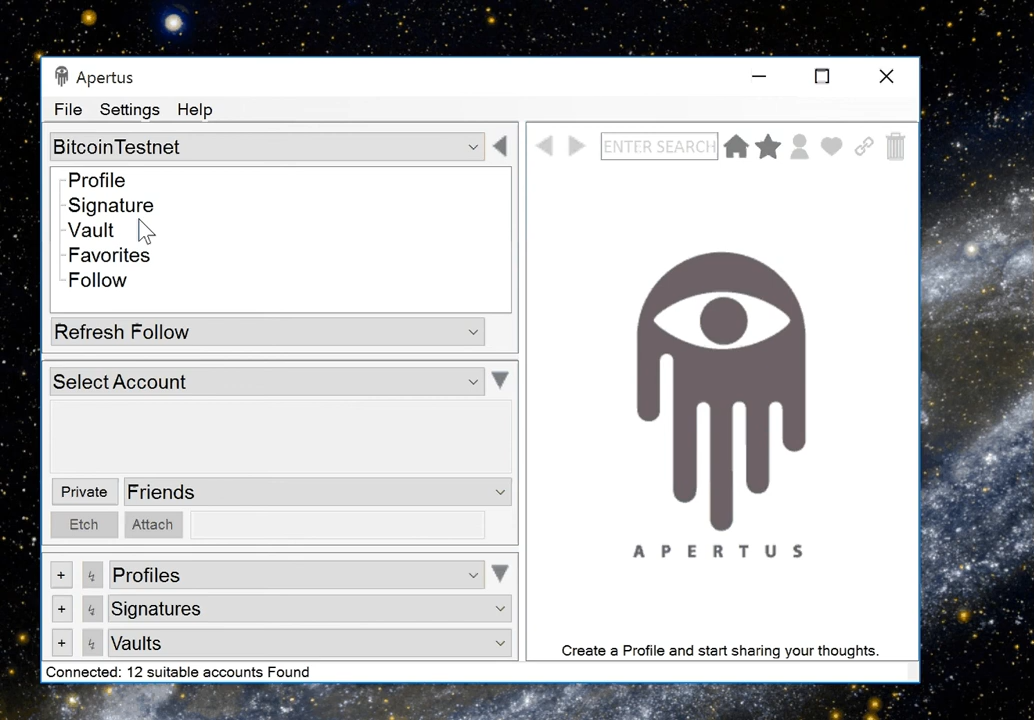 Apertus
File Settings Help
BitcoinTestnet
Profile
Signature
Vault
Favorites
Follow
Refresh Follow
Select Account
Private Friends
Etch Attach
+ Profiles
+ Signatures
+ Vaults
Connected: 12 suitable accounts Found
ENTER SEARCH
APERTUS
Create a Profile and start sharing your thoughts.